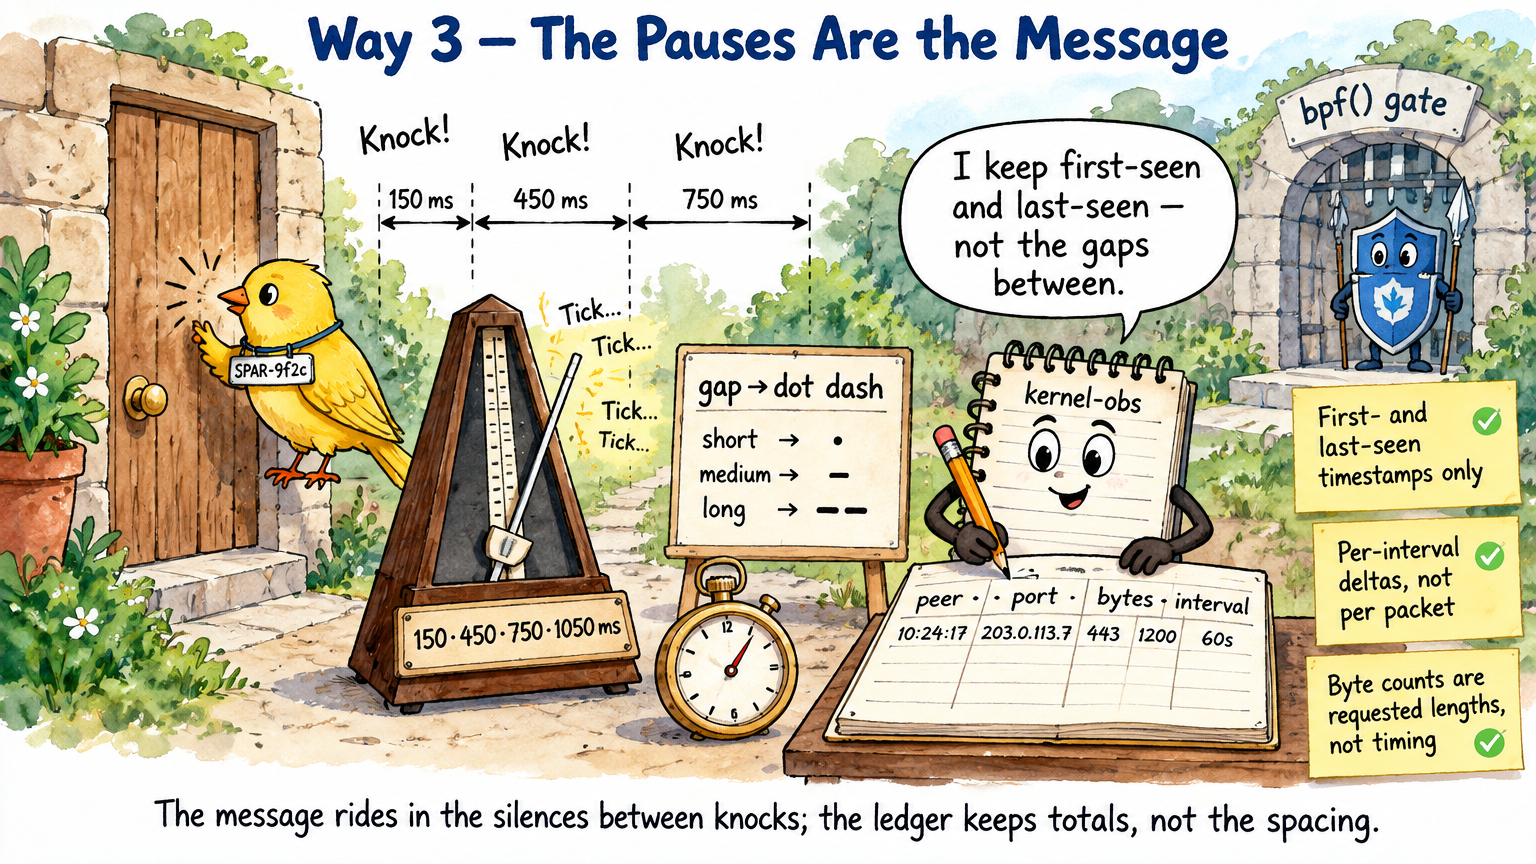 Way 3 – The Pauses Are the Message
Knock! Knock! Knock!
150 ms 450 ms 750 ms
bpf() gate
I keep first-seen
and last-seen —
not the gaps
between.
SPAR-9f2c
Tick...
Tick...
Tick...
Tick...
150 · 450 · 750 · 1050 ms
gap → dot dash
short → •
medium → –
long → – –
12
6
kernel-obs
peer · · port · bytes · interval
10:24:17 203.0.113.7 443 1200 60s
First- and
last-seen
timestamps only
Per-interval
deltas, not
per packet
Byte counts are
requested lengths,
not timing
The message rides in the silences between knocks; the ledger keeps totals, not the spacing.